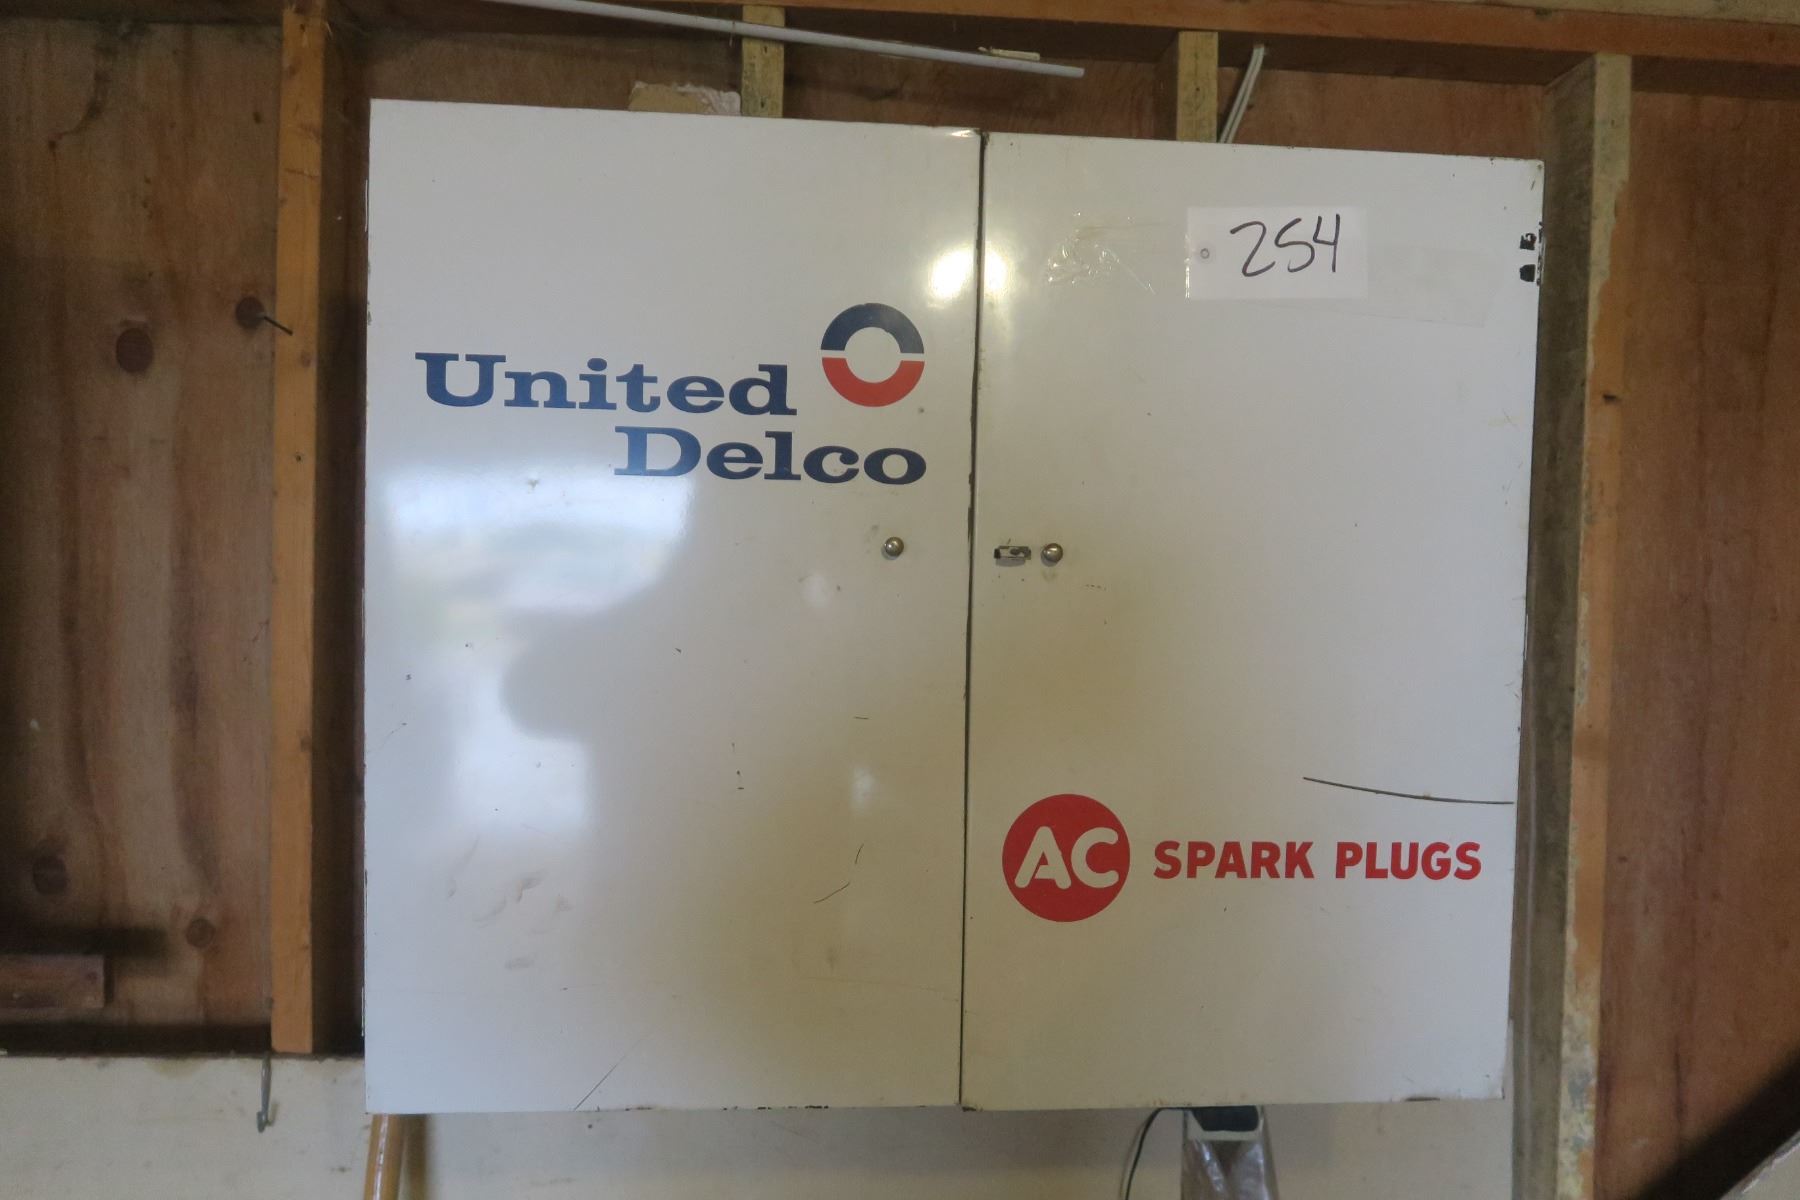 254
United
Delco
AC SPARK PLUGS